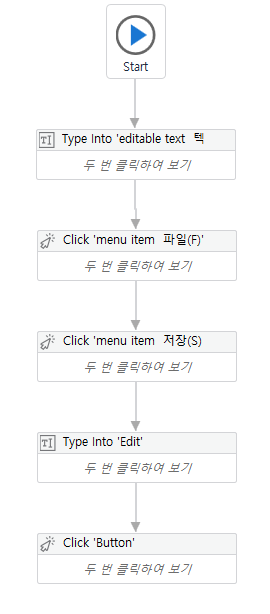 Start
Type Into 'editable text 텍
두 번 클릭하여 보기
Click 'menu item 파일(F)'
두 번 클릭하여 보기
Click 'menu item 저장(S)
두 번 클릭하여 보기
Type Into 'Edit'
두 번 클릭하여 보기
Click 'Button'
두 번 클릭하여 보기